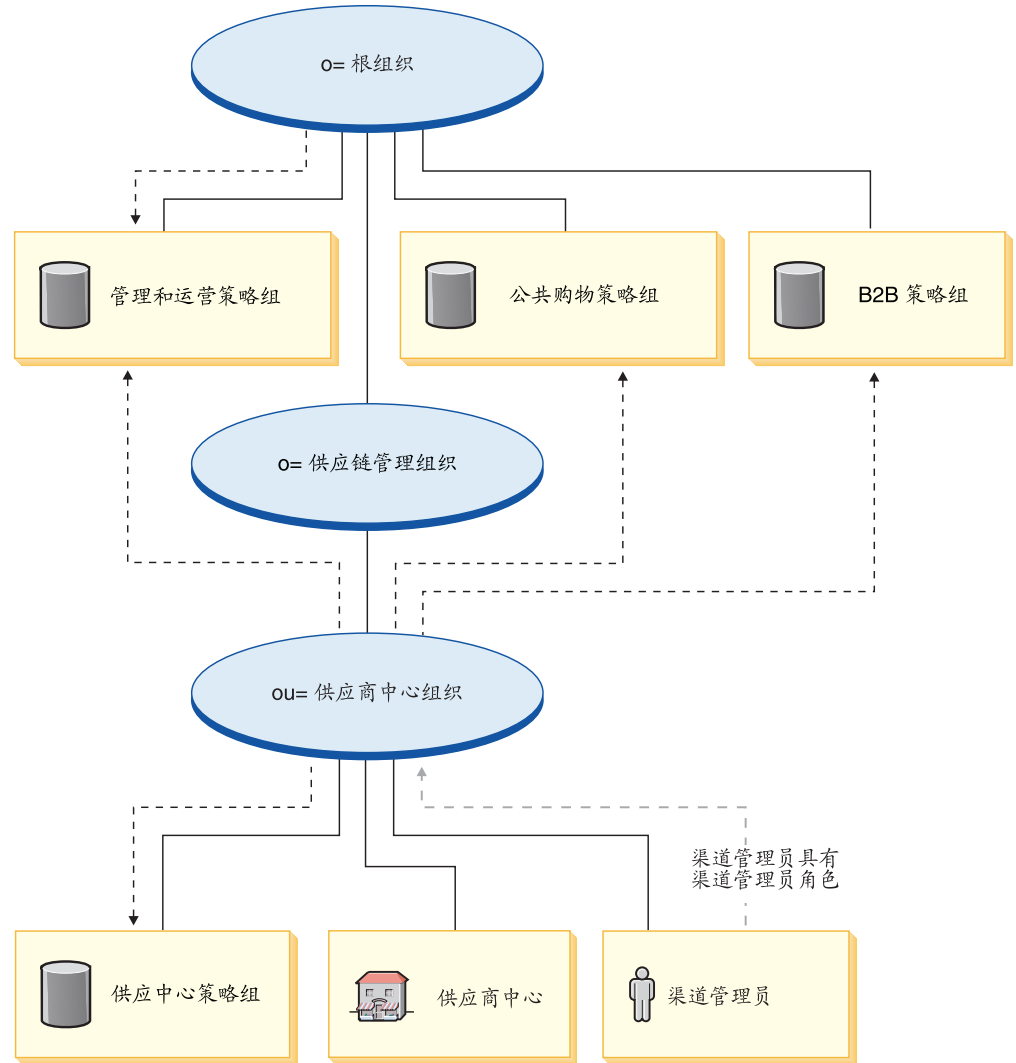 o= 根组织
管理和运营策略组
公共购物策略组
B2B 策略组
o= 供应链管理组织
ou= 供应商中心组织
渠道管理员具有
渠道管理员角色
供应中心策略组
供应商中心
渠道管理员